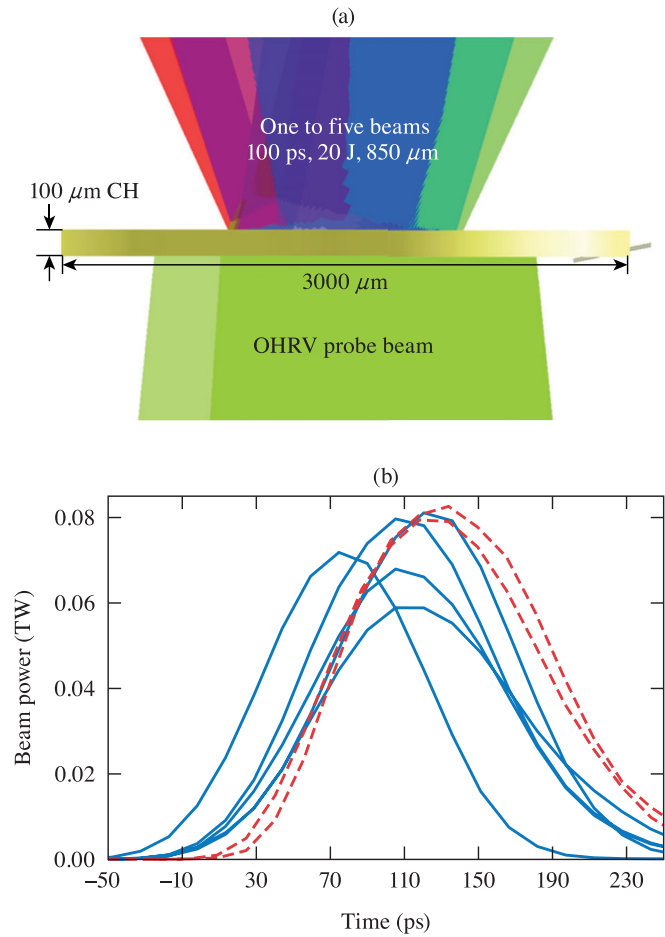 (a)
One to five beams
100 ps, 20 J, 850 μm
100 μm CH
3000 μm
OHRV probe beam
(b)
Beam power (TW)
0.08
0.06
0.04
0.02
0.00
−50 −10 30 70 110 150 190 230
Time (ps)